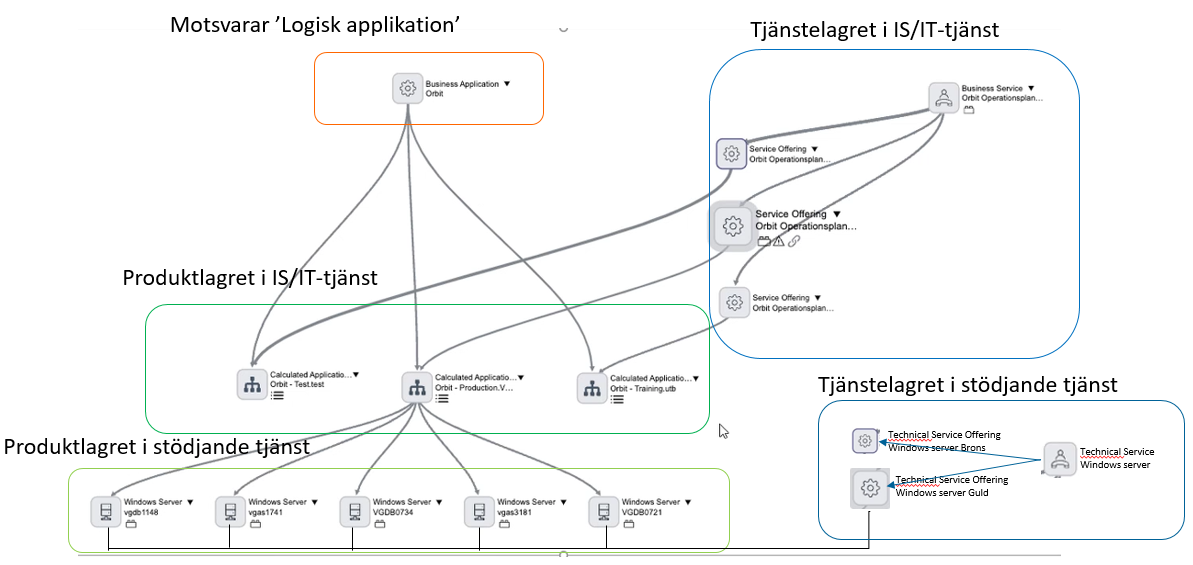 Motsvarar ’Logisk applikation’
Tjänstelagret i IS/IT-tjänst
Business Application ▼
Orbit
Business Service ▼
Orbit Operationsplan...
Service Offering ▼
Orbit Operationsplan...
Service Offering ▼
Orbit Operationsplan...
Produktlagret i IS/IT-tjänst
Service Offering ▼
Orbit Operationsplan...
Calculated Applicatio...▼
Orbit - Test.test
Calculated Applicatio...▼
Orbit - Production.V...
Calculated Applicatio...▼
Orbit - Training.utb
Tjänstelagret i stödjande tjänst
Technical Service Offering
Windows server Brons
Technical Service
Windows server
Technical Service Offering
Windows server Guld
Produktlagret i stödjande tjänst
Windows Server ▼
vgdb1148
Windows Server ▼
vgas1741
Windows Server ▼
VGDB0734
Windows Server ▼
vgas3181
Windows Server ▼
VGDB0721